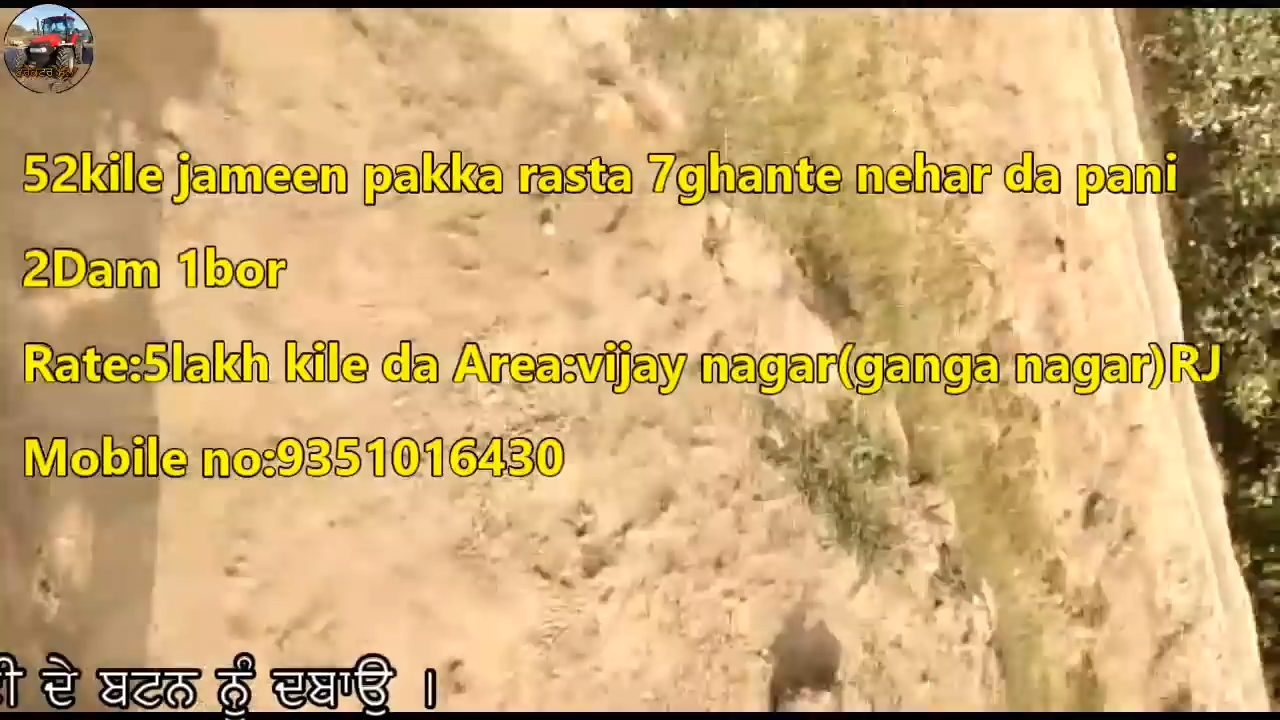 52kile jameen pakka rasta 7ghante nehar da pani
2Dam 1bor
Rate:5lakh kile da Area:vijay nagar(ganga nagar)RJ
Mobile no:9351016430
ਦੇ ਬਟਨ ਨੂੰ ਦਬਾਉ ।